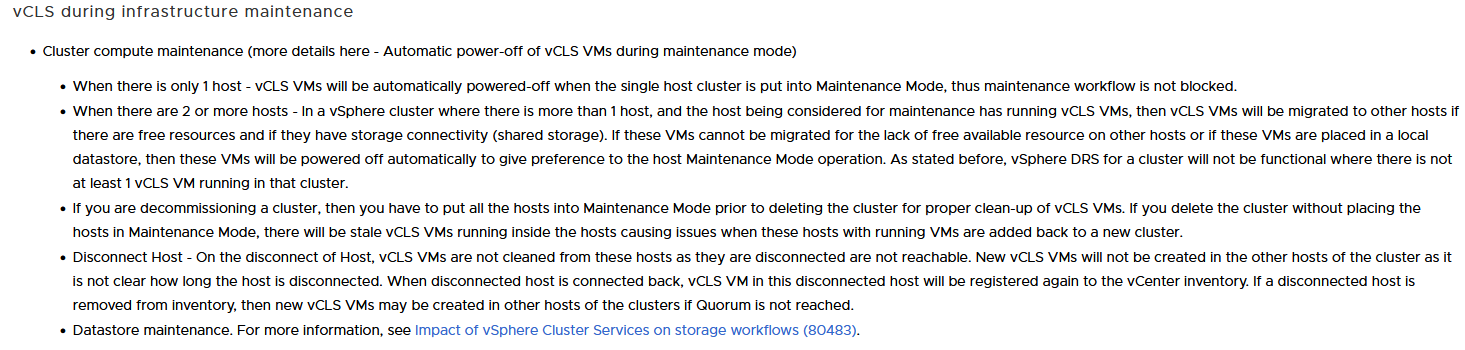 vCLS during infrastructure maintenance
• Cluster compute maintenance (more details here - Automatic power-off of vCLS VMs during maintenance mode)
• When there is only 1 host - vCLS VMs will be automatically powered-off when the single host cluster is put into Maintenance Mode, thus maintenance workflow is not blocked.
• When there are 2 or more hosts - In a vSphere cluster where there is more than 1 host, and the host being considered for maintenance has running vCLS VMs, then vCLS VMs will be migrated to other hosts if
there are free resources and if they have storage connectivity (shared storage). If these VMs cannot be migrated for the lack of free available resource on other hosts or if these VMs are placed in a local
datastore, then these VMs will be powered off automatically to give preference to the host Maintenance Mode operation. As stated before, vSphere DRS for a cluster will not be functional where there is not
at least 1 vCLS VM running in that cluster.
• If you are decommissioning a cluster, then you have to put all the hosts into Maintenance Mode prior to deleting the cluster for proper clean-up of vCLS VMs. If you delete the cluster without placing the
hosts in Maintenance Mode, there will be stale vCLS VMs running inside the hosts causing issues when these hosts with running VMs are added back to a new cluster.
• Disconnect Host - On the disconnect of Host, vCLS VMs are not cleaned from these hosts as they are disconnected are not reachable. New vCLS VMs will not be created in the other hosts of the cluster as it
is not clear how long the host is disconnected. When disconnected host is connected back, vCLS VM in this disconnected host will be registered again to the vCenter inventory. If a disconnected host is
removed from inventory, then new vCLS VMs may be created in other hosts of the clusters if Quorum is not reached.
• Datastore maintenance. For more information, see Impact of vSphere Cluster Services on storage workflows (80483).